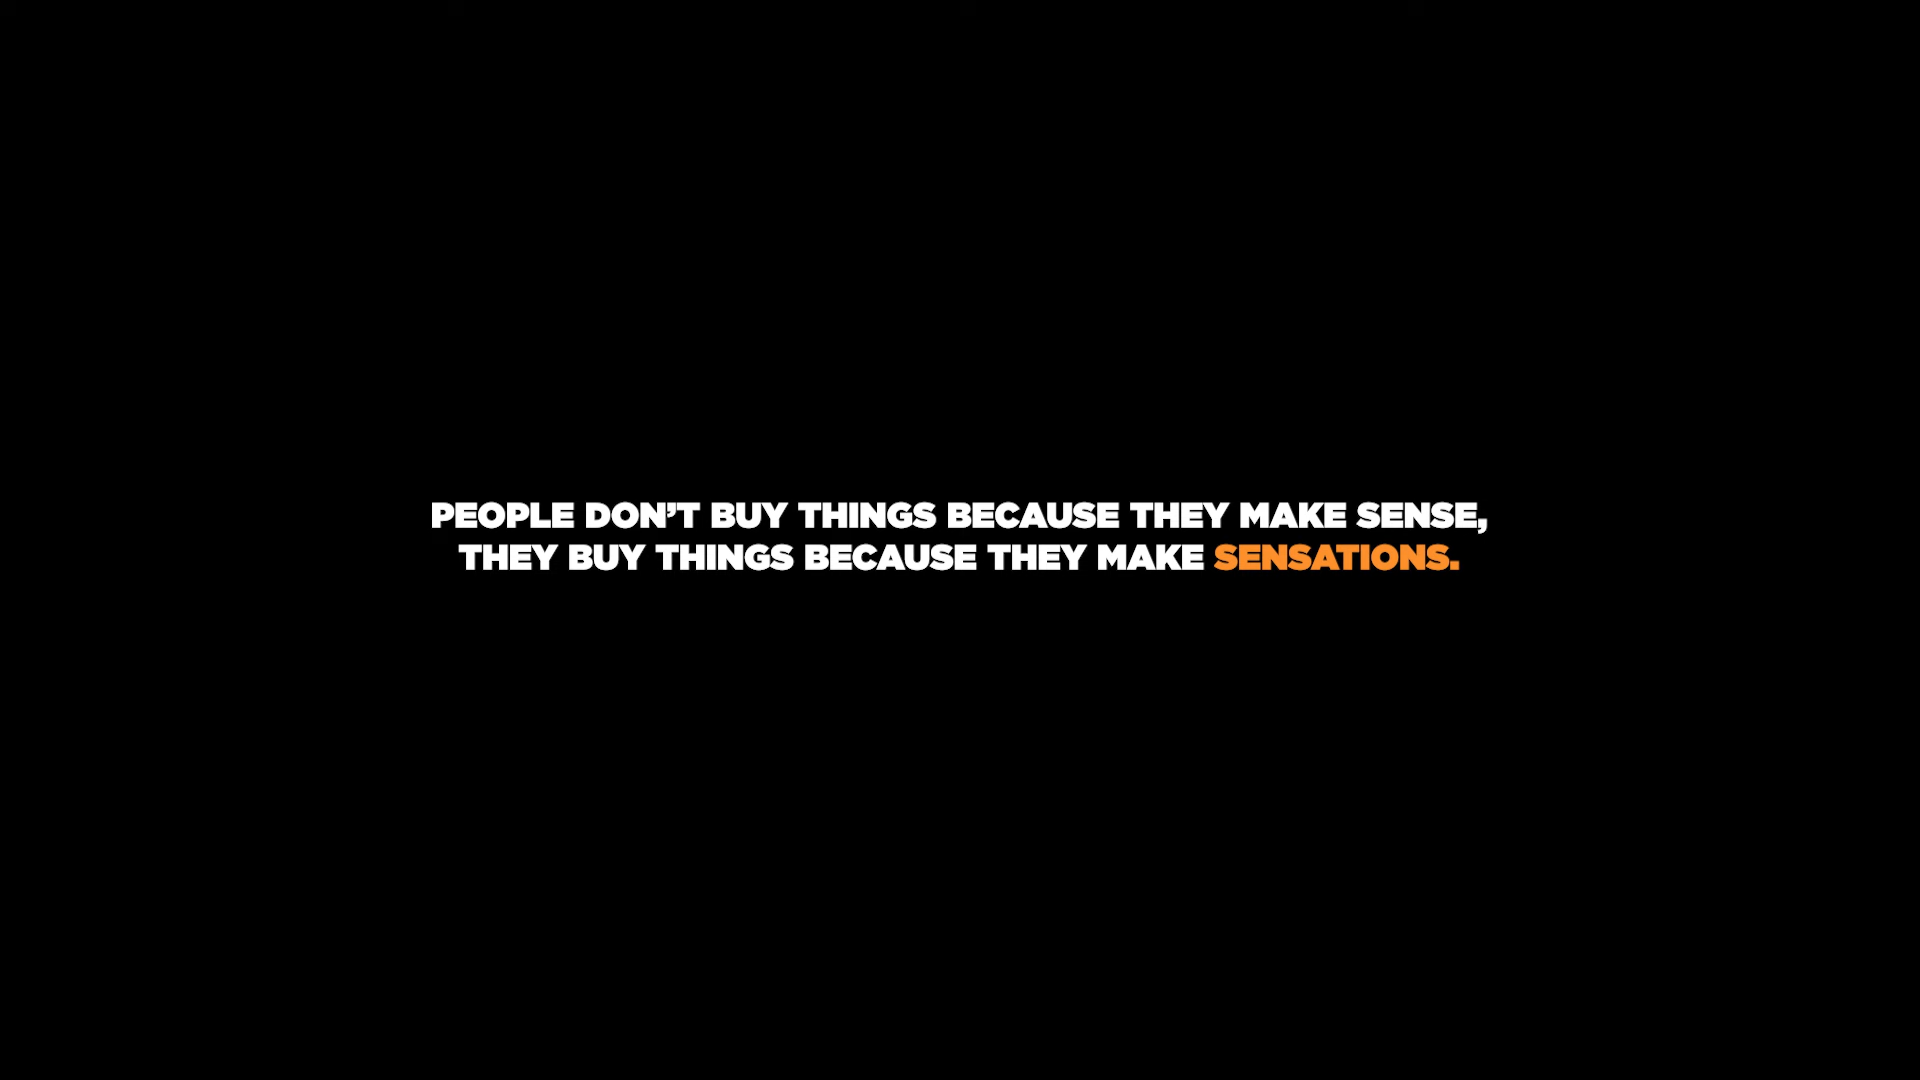 PEOPLE DON’T BUY THINGS BECAUSE THEY MAKE SENSE,
THEY BUY THINGS BECAUSE THEY MAKE SENSATIONS.